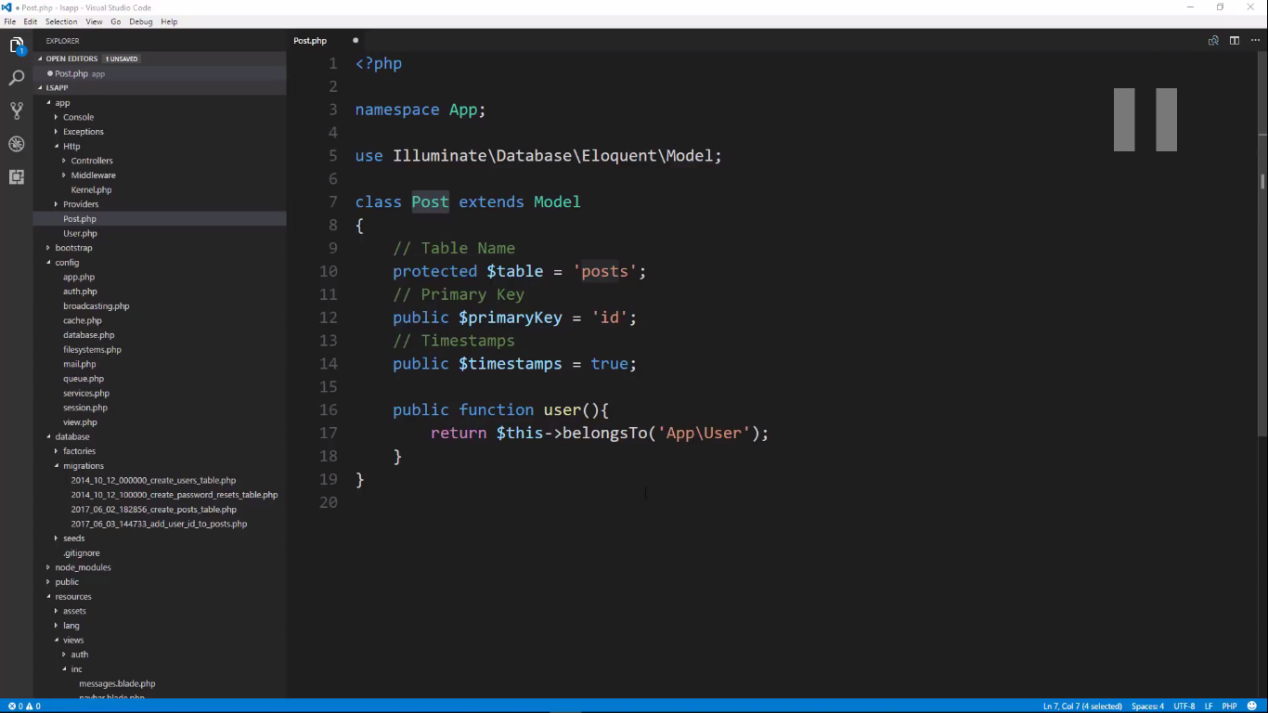 ● Post.php - lsapp - Visual Studio Code
File Edit Selection View Go Debug Help
EXPLORER
OPEN EDITORS 1 UNSAVED
Post.php app
LSAPP
app
Console
Exceptions
Http
Controllers
Middleware
Kernel.php
Providers
Post.php
User.php
bootstrap
config
app.php
auth.php
broadcasting.php
cache.php
database.php
filesystems.php
mail.php
queue.php
services.php
session.php
view.php
database
factories
migrations
2014_10_12_000000_create_users_table.php
2014_10_12_100000_create_password_resets_table.php
2017_06_02_182856_create_posts_table.php
2017_06_03_144733_add_user_id_to_posts.php
seeds
.gitignore
node_modules
public
resources
assets
lang
views
auth
inc
messages.blade.php
navbar.blade.php
Post.php
1 <?php
2
3 namespace App;
4
5 use Illuminate\Database\Eloquent\Model;
6
7 class Post extends Model
8 {
9 // Table Name
10 protected $table = 'posts';
11 // Primary Key
12 public $primaryKey = 'id';
13 // Timestamps
14 public $timestamps = true;
15
16 public function user(){
17 return $this->belongsTo('App\User');
18 }
19 }
20
1
0 0
Ln 7, Col 7 (4 selected) Spaces: 4 UTF-8 LF PHP